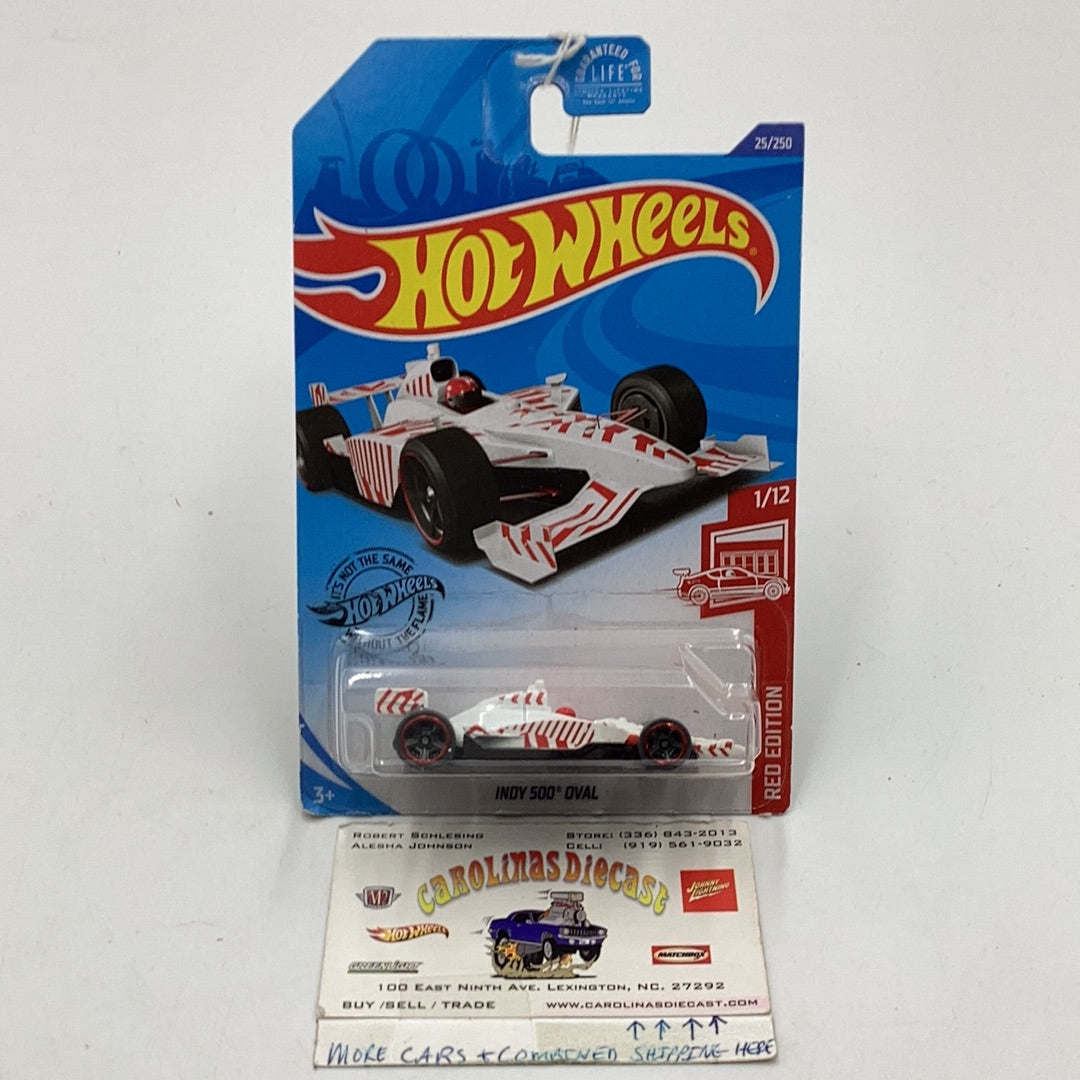 GUARANTEED FOR
LIFE
25/250
HOT WHEELS®
1/12
IT'S NOT THE SAME
HOT WHEELS
WITHOUT THE FLAME
RED EDITION
3+
INDY 500® OVAL
ROBERT SCHLESING STORE: (336) 843-2013
ALESHA JOHNSON CELL: (919) 561-9032
CAROLINAS DIECAST
M2
JOHNNY LIGHTNING
HOT WHEELS
GREENLIGHT
MATCHBOX
100 EAST NINTH AVE. LEXINGTON, NC. 27292
BUY /SELL / TRADE WWW.CAROLINASDIECAST.COM
↑ ↑ ↑ ↑
MORE CARS + COMBINED SHIPPING HERE